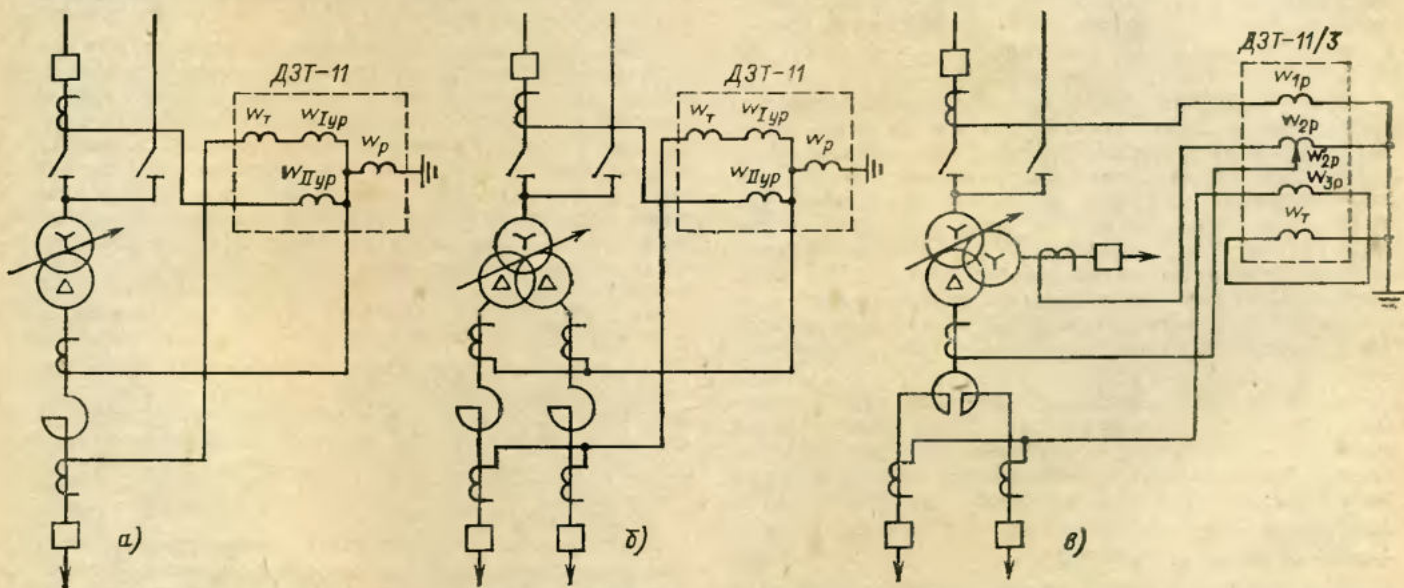 ДЗТ-11
wт
wIур
wр
wIIур
Y
Δ
а)
ДЗТ-11
wт
wIур
wр
wIIур
Y
Δ
Δ
б)
ДЗТ-11/3
w1р
w2р
w2р
w3р
wт
Y
Y
Δ
в)